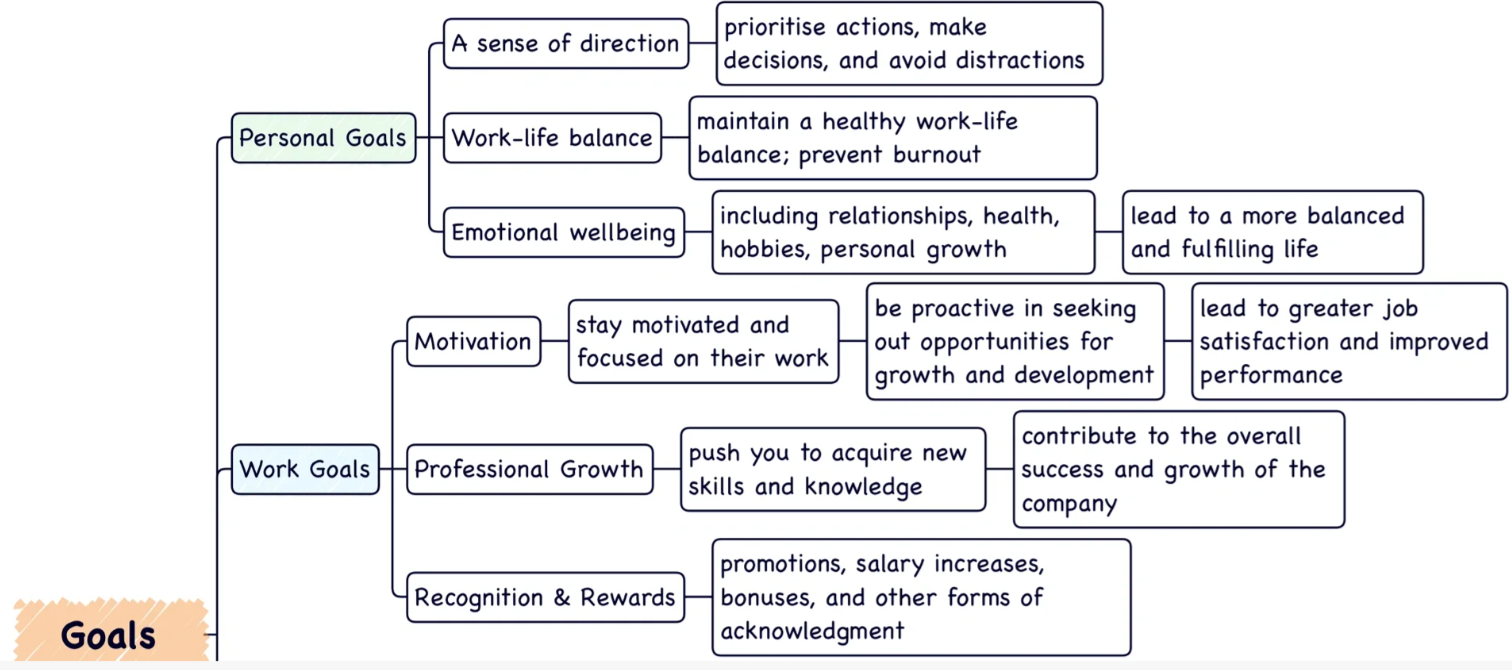 A sense of direction
prioritise actions, make
decisions, and avoid distractions
Personal Goals
Work-life balance
maintain a healthy work-life
balance; prevent burnout
Emotional wellbeing
including relationships, health,
hobbies, personal growth
lead to a more balanced
and fulfilling life
Motivation
stay motivated and
focused on their work
be proactive in seeking
out opportunities for
growth and development
lead to greater job
satisfaction and improved
performance
Work Goals
Professional Growth
push you to acquire new
skills and knowledge
contribute to the overall
success and growth of the
company
Recognition & Rewards
promotions, salary increases,
bonuses, and other forms of
acknowledgment
Goals